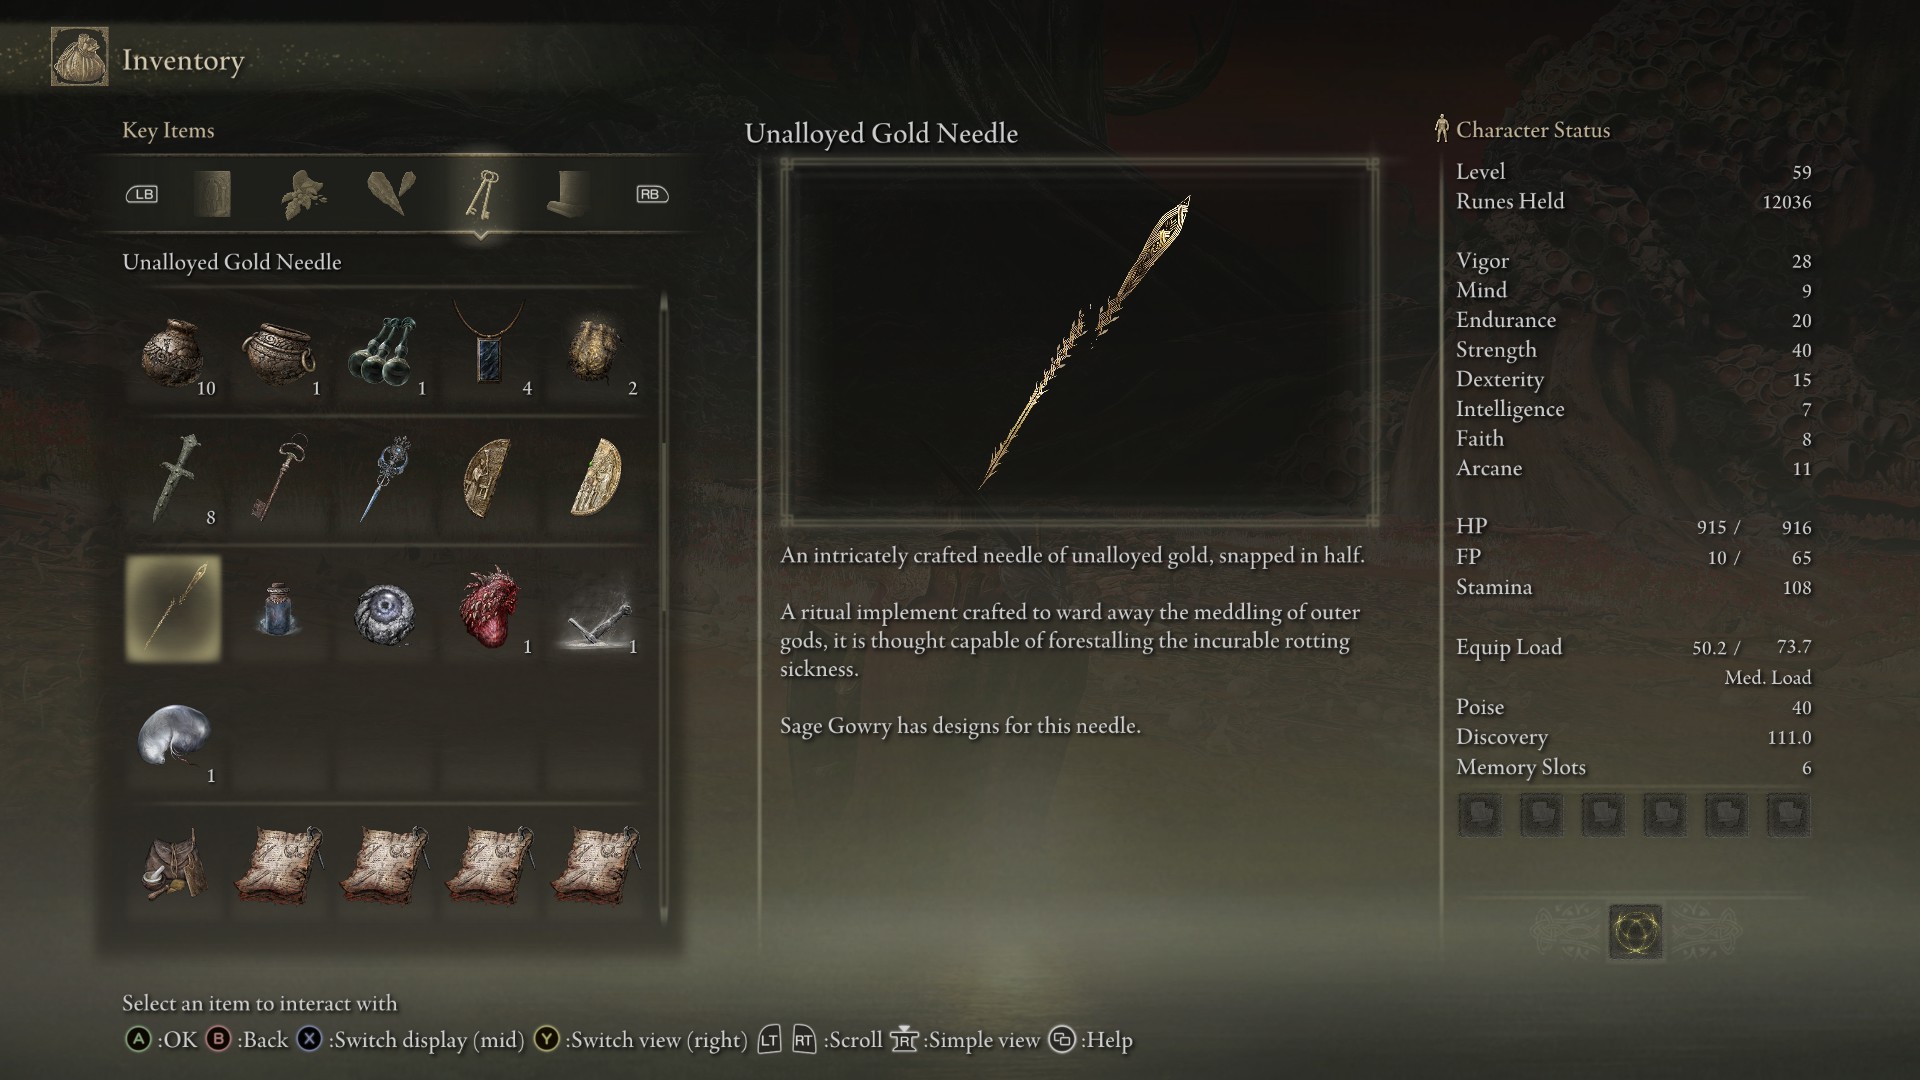 Inventory
Key Items
LB
RB
Unalloyed Gold Needle
10
1
1
4
2
8
1
1
1
Unalloyed Gold Needle
An intricately crafted needle of unalloyed gold, snapped in half.
A ritual implement crafted to ward away the meddling of outer
gods, it is thought capable of forestalling the incurable rotting
sickness.
Sage Gowry has designs for this needle.
Character Status
Level 59
Runes Held 12036
Vigor 28
Mind 9
Endurance 20
Strength 40
Dexterity 15
Intelligence 7
Faith 8
Arcane 11
HP 915 / 916
FP 10 / 65
Stamina 108
Equip Load 50.2 / 73.7
Med. Load
Poise 40
Discovery 111.0
Memory Slots 6
Select an item to interact with
A :OK B :Back X :Switch display (mid) Y :Switch view (right) LT RT :Scroll R :Simple view :Help